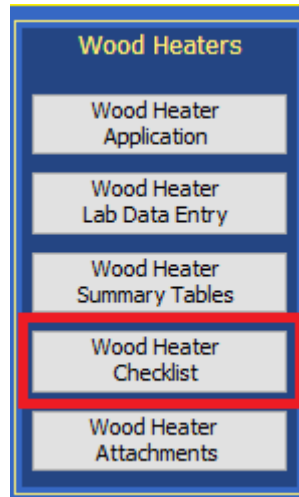 Wood Heaters
Wood Heater
Application
Wood Heater
Lab Data Entry
Wood Heater
Summary Tables
Wood Heater
Checklist
Wood Heater
Attachments